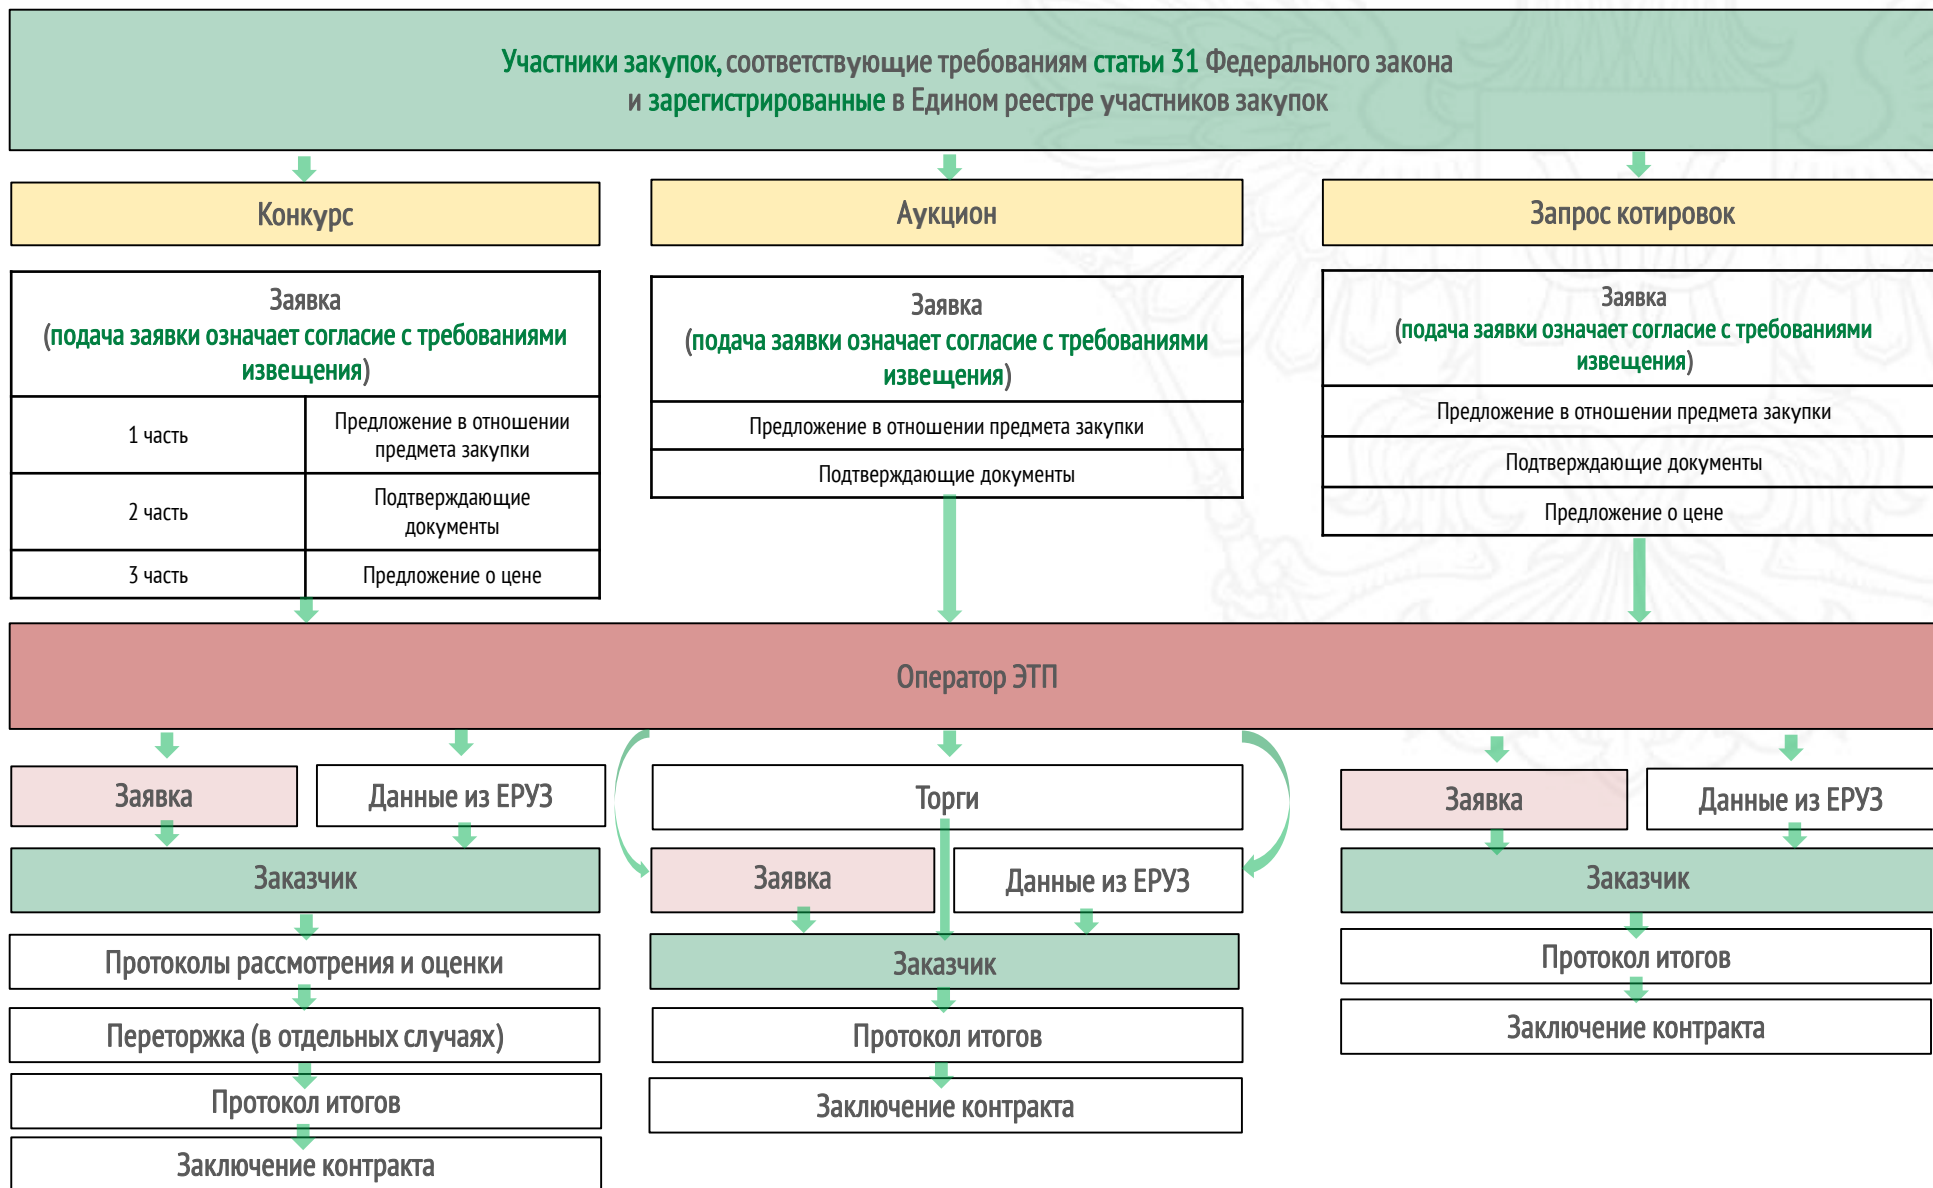 Участники закупок, соответствующие требованиям статьи 31 Федерального закона
и зарегистрированные в Едином реестре участников закупок
Конкурс
Заявка
(подача заявки означает согласие с требованиями
извещения)
1 часть
Предложение в отношении
предмета закупки
2 часть
Подтверждающие
документы
3 часть
Предложение о цене
Аукцион
Заявка
(подача заявки означает согласие с требованиями
извещения)
Предложение в отношении предмета закупки
Подтверждающие документы
Запрос котировок
Заявка
(подача заявки означает согласие с требованиями
извещения)
Предложение в отношении предмета закупки
Подтверждающие документы
Предложение о цене
Оператор ЭТП
Заявка
Данные из ЕРУЗ
Заказчик
Протоколы рассмотрения и оценки
Переторжка (в отдельных случаях)
Протокол итогов
Заключение контракта
Торги
Заявка
Данные из ЕРУЗ
Заказчик
Протокол итогов
Заключение контракта
Заявка
Данные из ЕРУЗ
Заказчик
Протокол итогов
Заключение контракта